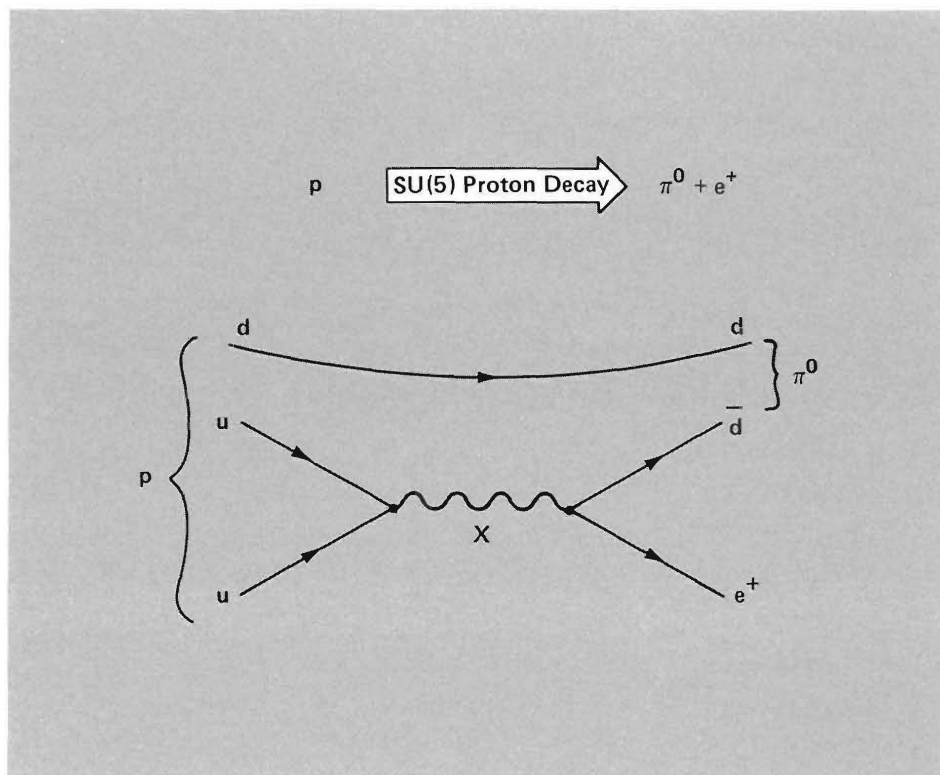 p SU(5) Proton Decay π⁰ + e⁺
d d
π⁰
u d̅
p
X
u e⁺